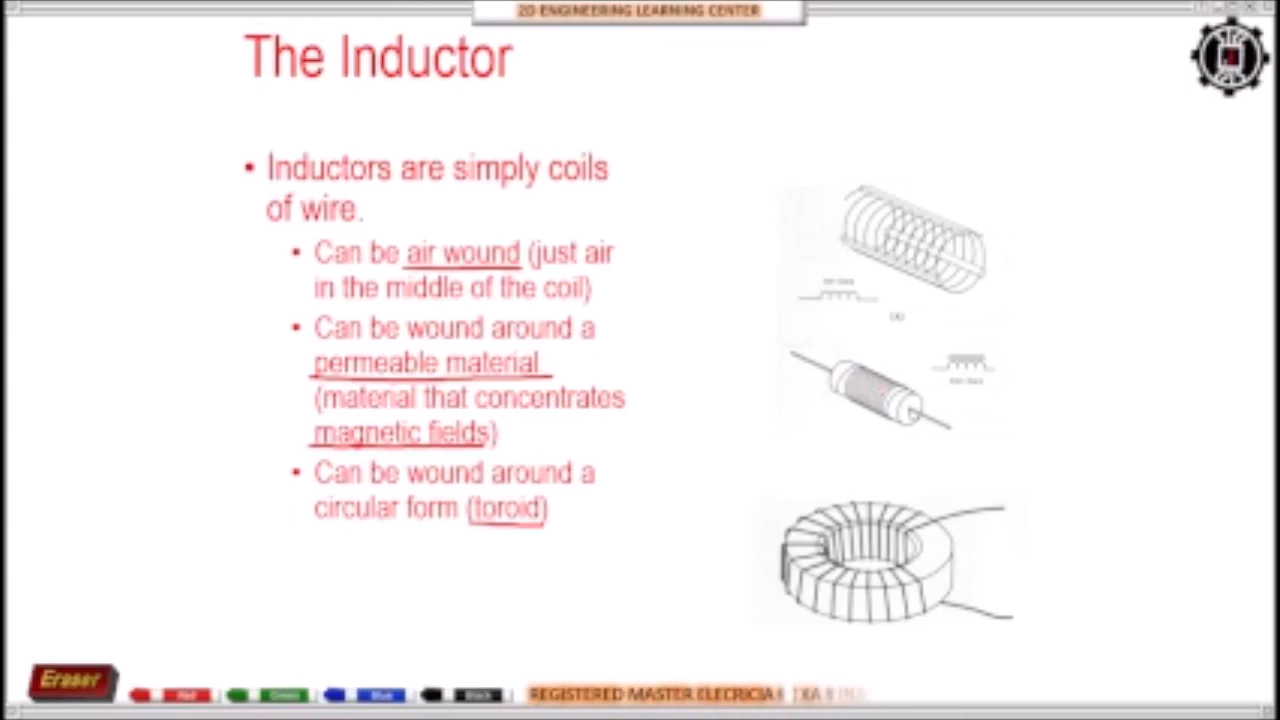 2D ENGINEERING LEARNING CENTER
The Inductor
• Inductors are simply coils
of wire.
• Can be air wound (just air
in the middle of the coil)
• Can be wound around a
permeable material
(material that concentrates
magnetic fields)
• Can be wound around a
circular form (toroid)
Eraser
Red
Green
Blue
Black
REGISTERED MASTER ELECRICIA